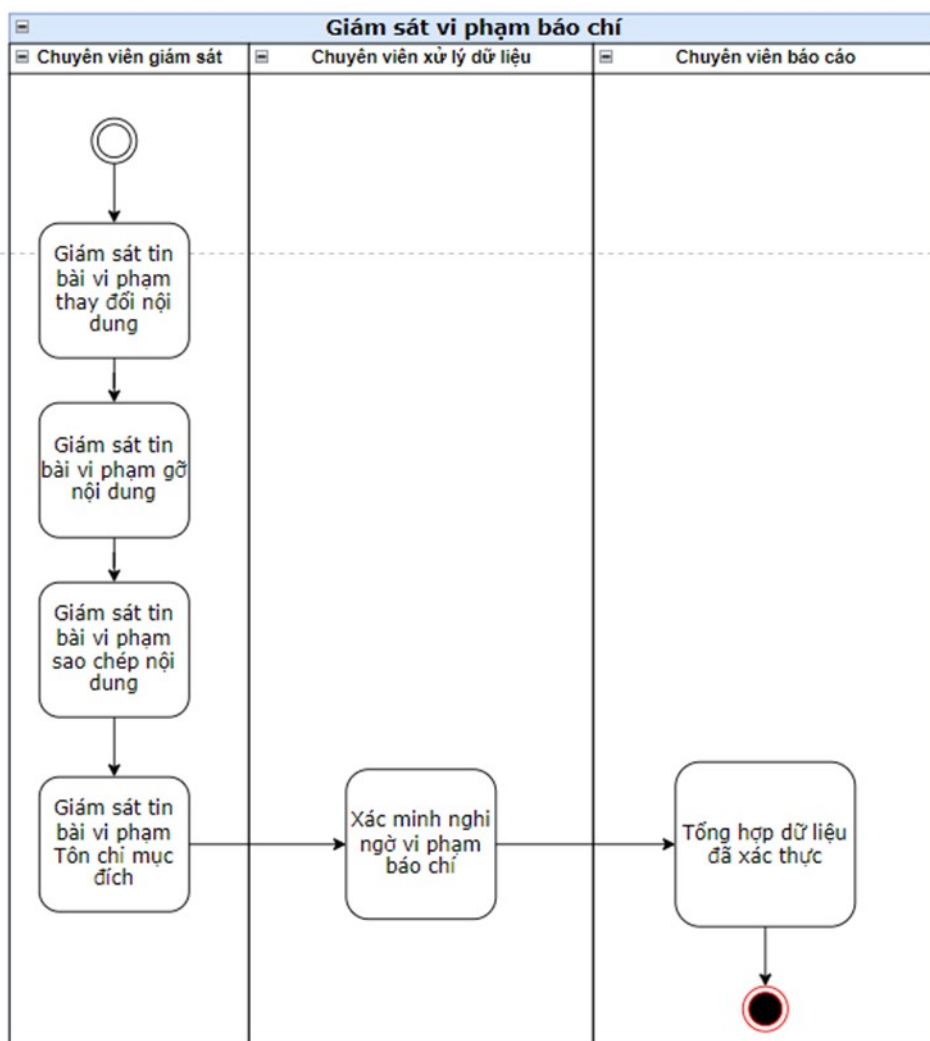 Giám sát vi phạm báo chí
Chuyên viên giám sát
Chuyên viên xử lý dữ liệu
Chuyên viên báo cáo
Giám sát tin
bài vi phạm
thay đổi nội
dung
Giám sát tin
bài vi phạm gỡ
nội dung
Giám sát tin
bài vi phạm
sao chép nội
dung
Giám sát tin
bài vi phạm
Tôn chỉ mục
đích
Xác minh nghi
ngờ vi phạm
báo chí
Tổng hợp dữ liệu
đã xác thực